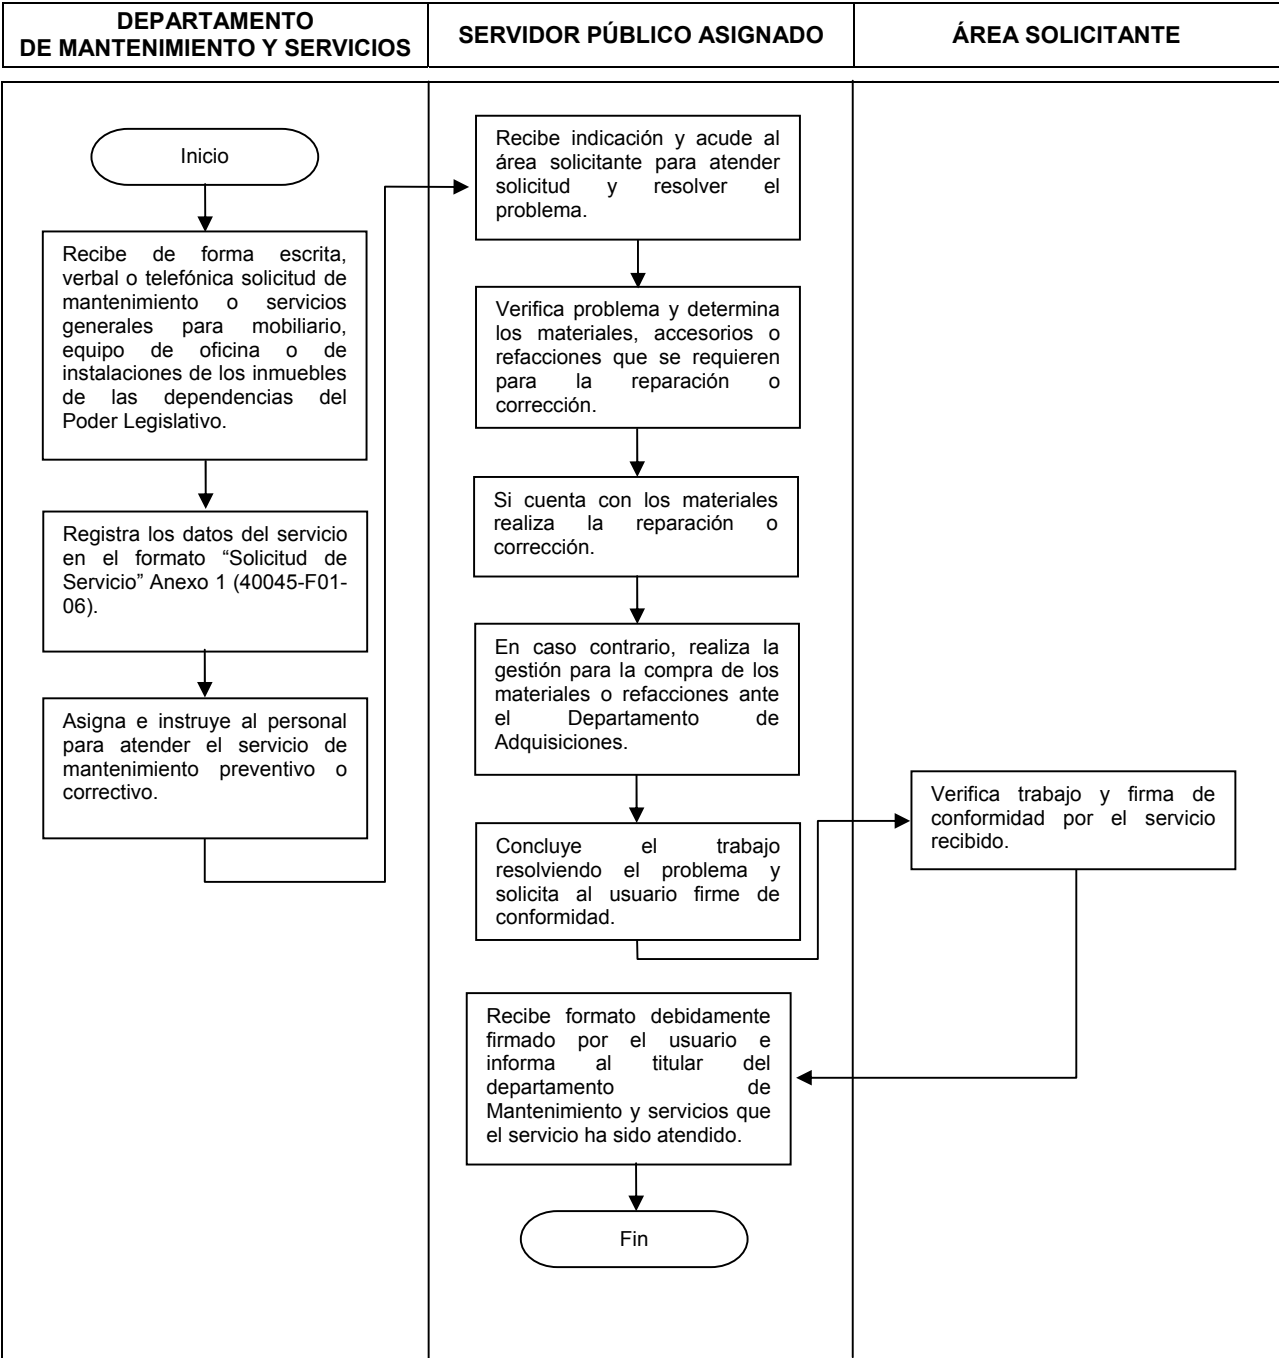 DEPARTAMENTO
DE MANTENIMIENTO Y SERVICIOS
SERVIDOR PÚBLICO ASIGNADO
ÁREA SOLICITANTE
Inicio
Recibe de forma escrita,
verbal o telefónica solicitud de
mantenimiento o servicios
generales para mobiliario,
equipo de oficina o de
instalaciones de los inmuebles
de las dependencias del
Poder Legislativo.
Registra los datos del servicio
en el formato “Solicitud de
Servicio” Anexo 1 (40045-F01-
06).
Asigna e instruye al personal
para atender el servicio de
mantenimiento preventivo o
correctivo.
Recibe indicación y acude al
área solicitante para atender
solicitud y resolver el
problema.
Verifica problema y determina
los materiales, accesorios o
refacciones que se requieren
para la reparación o
corrección.
Si cuenta con los materiales
realiza la reparación o
corrección.
En caso contrario, realiza la
gestión para la compra de los
materiales o refacciones ante
el Departamento de
Adquisiciones.
Concluye el trabajo
resolviendo el problema y
solicita al usuario firme de
conformidad.
Verifica trabajo y firma de
conformidad por el servicio
recibido.
Recibe formato debidamente
firmado por el usuario e
informa al titular del
departamento de
Mantenimiento y servicios que
el servicio ha sido atendido.
Fin